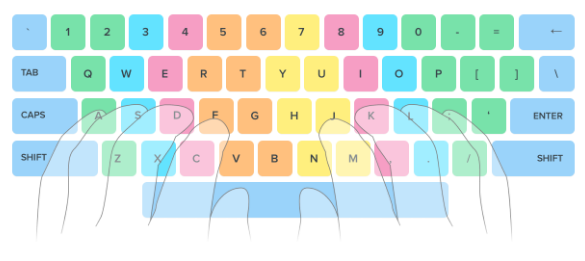 ` 1 2 3 4 5 6 7 8 9 0 - = ←
TAB Q W E R T Y U I O P [ ] \
CAPS A S D F G H J K L ; ' ENTER
SHIFT Z X C V B N M , . / SHIFT